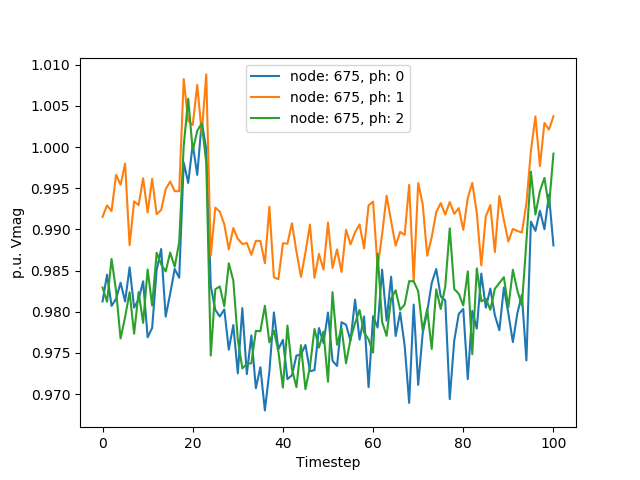 1.010
1.005
1.000
0.995
0.990
0.985
0.980
0.975
0.970
p.u. Vmag
node: 675, ph: 0
node: 675, ph: 1
node: 675, ph: 2
0 20 40 60 80 100
Timestep